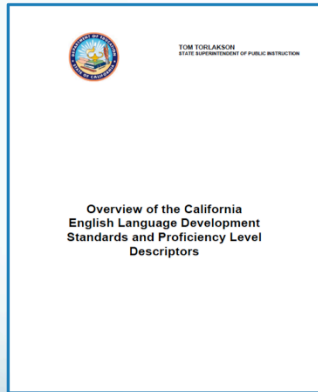 TOM TORLAKSON
STATE SUPERINTENDENT OF PUBLIC INSTRUCTION
Overview of the California
English Language Development
Standards and Proficiency Level
Descriptors